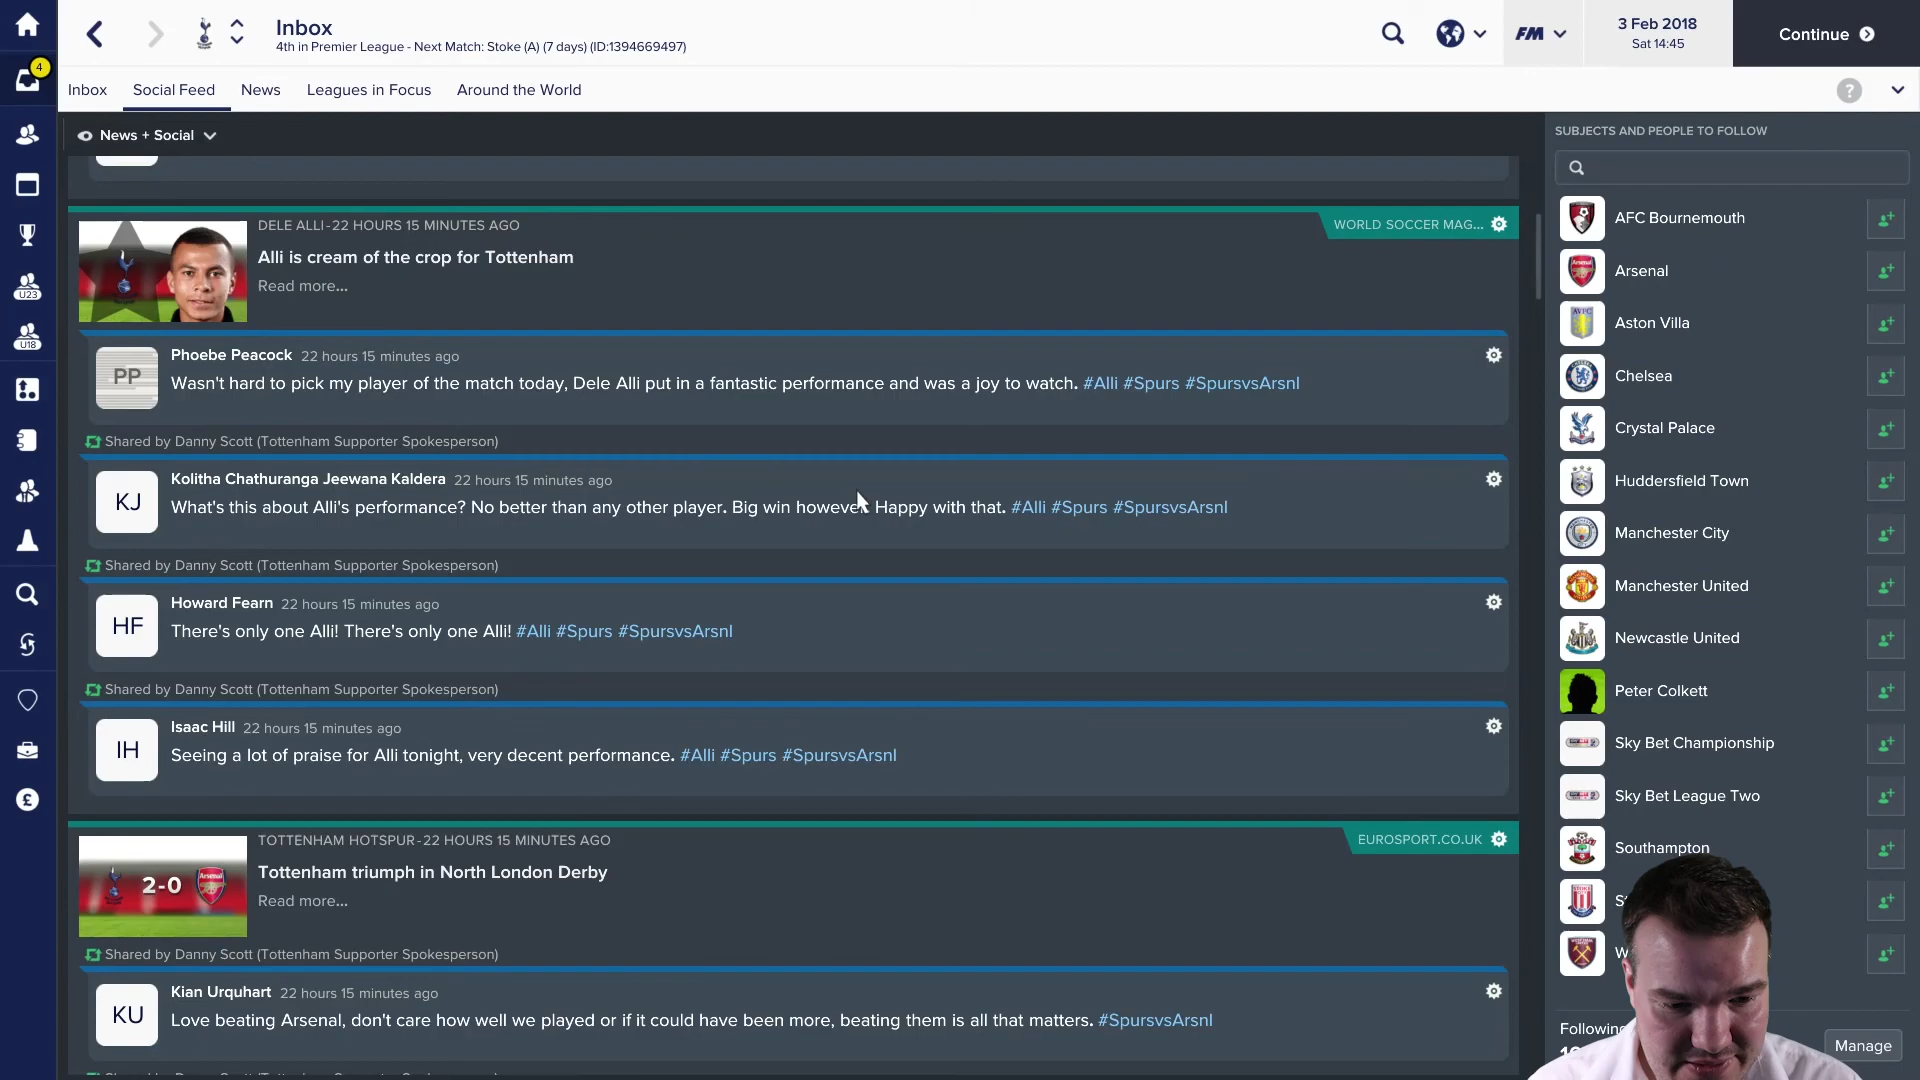 4
Inbox
4th in Premier League - Next Match: Stoke (A) (7 days) (ID:1394669497)
FM
3 Feb 2018
Sat 14:45
Continue
Inbox
Social Feed
News
Leagues in Focus
Around the World
?
News + Social
SUBJECTS AND PEOPLE TO FOLLOW
U23
U18
DELE ALLI-22 HOURS 15 MINUTES AGO
WORLD SOCCER MAG...
Alli is cream of the crop for Tottenham
Read more...
PP
Phoebe Peacock 22 hours 15 minutes ago
Wasn't hard to pick my player of the match today, Dele Alli put in a fantastic performance and was a joy to watch. #Alli #Spurs #SpursvsArsnl
Shared by Danny Scott (Tottenham Supporter Spokesperson)
KJ
Kolitha Chathuranga Jeewana Kaldera 22 hours 15 minutes ago
What's this about Alli's performance? No better than any other player. Big win however. Happy with that. #Alli #Spurs #SpursvsArsnl
Shared by Danny Scott (Tottenham Supporter Spokesperson)
HF
Howard Fearn 22 hours 15 minutes ago
There's only one Alli! There's only one Alli! #Alli #Spurs #SpursvsArsnl
Shared by Danny Scott (Tottenham Supporter Spokesperson)
IH
Isaac Hill 22 hours 15 minutes ago
Seeing a lot of praise for Alli tonight, very decent performance. #Alli #Spurs #SpursvsArsnl
TOTTENHAM HOTSPUR-22 HOURS 15 MINUTES AGO
EUROSPORT.CO.UK
2-0
Tottenham triumph in North London Derby
Read more...
Shared by Danny Scott (Tottenham Supporter Spokesperson)
KU
Kian Urquhart 22 hours 15 minutes ago
Love beating Arsenal, don't care how well we played or if it could have been more, beating them is all that matters. #SpursvsArsnl
AFC Bournemouth
Arsenal
Aston Villa
Chelsea
Crystal Palace
Huddersfield Town
Manchester City
Manchester United
Newcastle United
Peter Colkett
Sky Bet Championship
Sky Bet League Two
Southampton
Following
Manage